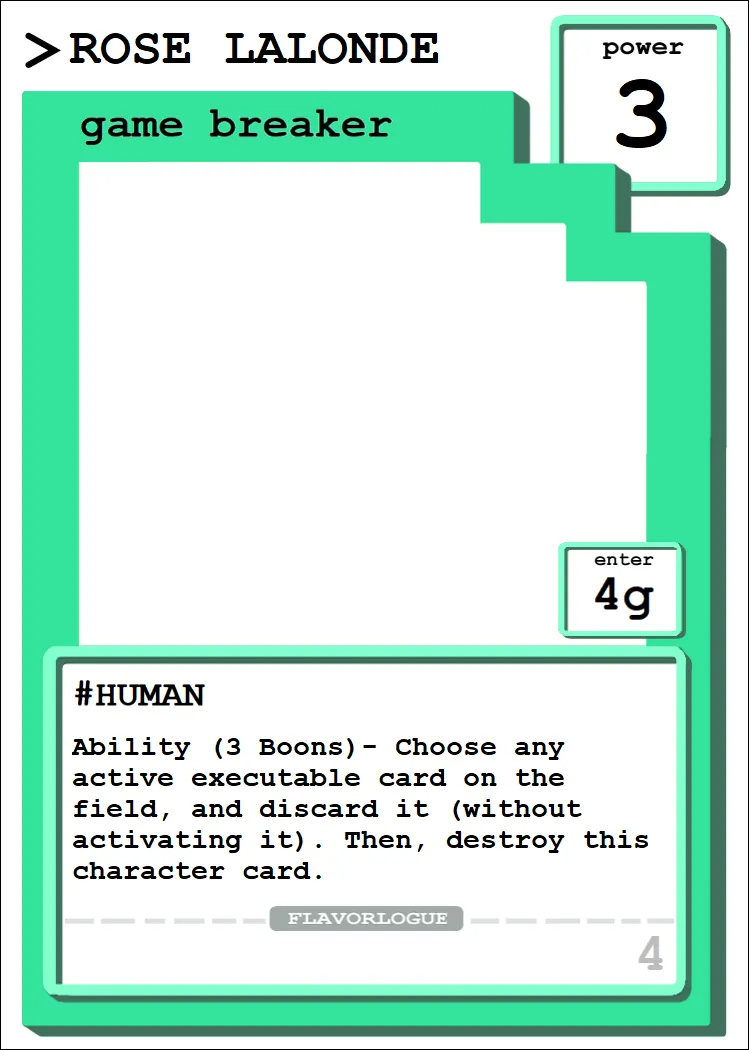 >ROSE LALONDE
power
3
game breaker
enter
4g
#HUMAN
Ability (3 Boons)- Choose any
active executable card on the
field, and discard it (without
activating it). Then, destroy this
character card.
FLAVORLOGUE
4